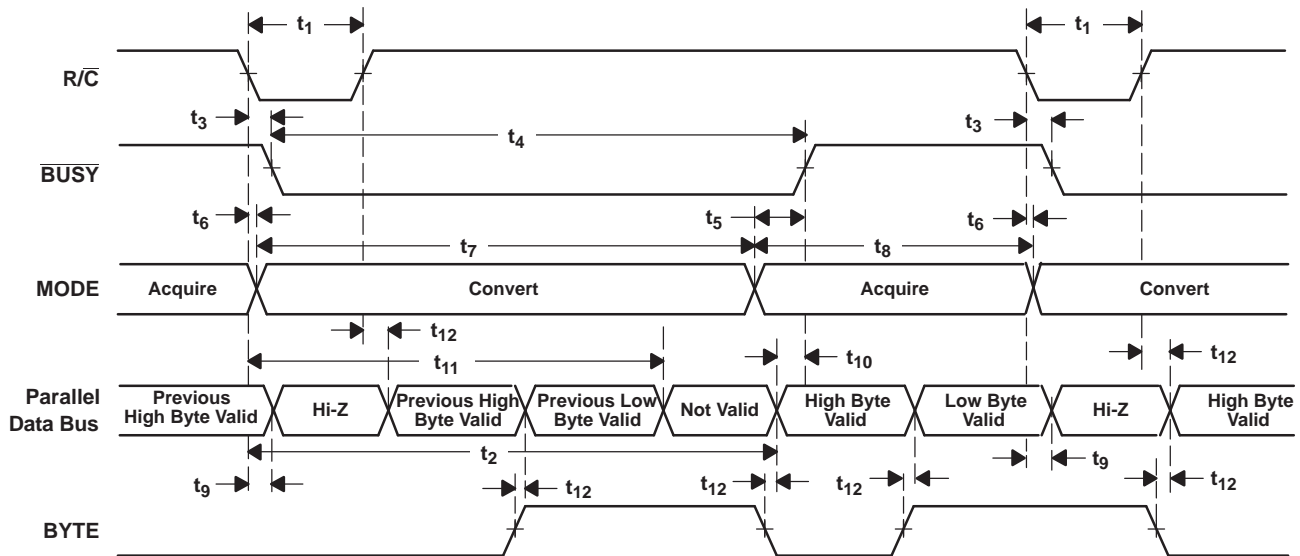 t1 t1
R/C̅
t3 t4 t3
B̅U̅S̅Y̅
t6 t5 t6
t7 t8
MODE Acquire Convert Acquire Convert
t12
t11 t10 t12
Parallel Data Bus
Previous High Byte Valid
Hi-Z
Previous High Byte Valid
Previous Low Byte Valid
Not Valid
High Byte Valid
Low Byte Valid
Hi-Z
High Byte Valid
t2
t9 t9
t12 t12 t12 t12
BYTE